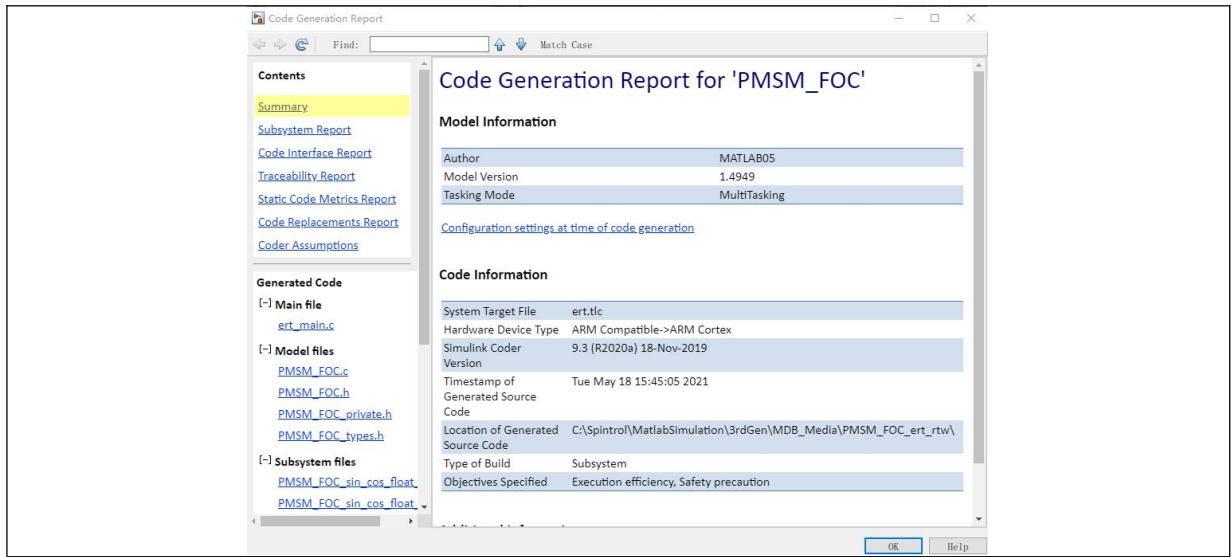 Code Generation Report
Find:
Match Case
Contents
Summary
Subsystem Report
Code Interface Report
Traceability Report
Static Code Metrics Report
Code Replacements Report
Coder Assumptions
Generated Code
[-] Main file
ert_main.c
[-] Model files
PMSM_FOC.c
PMSM_FOC.h
PMSM_FOC_private.h
PMSM_FOC_types.h
[-] Subsystem files
PMSM_FOC_sin_cos_float_
PMSM_FOC_sin_cos_float_
Code Generation Report for 'PMSM_FOC'
Model Information
Author MATLAB05
Model Version 1.4949
Tasking Mode MultiTasking
Configuration settings at time of code generation
Code Information
System Target File ert.tlc
Hardware Device Type ARM Compatible->ARM Cortex
Simulink Coder 9.3 (R2020a) 18-Nov-2019
Version
Timestamp of Tue May 18 15:45:05 2021
Generated Source
Code
Location of Generated C:\Spintrol\MatlabSimulation\3rdGen\MDB_Media\PMSM_FOC_ert_rtw\
Source Code
Type of Build Subsystem
Objectives Specified Execution efficiency, Safety precaution
OK Help